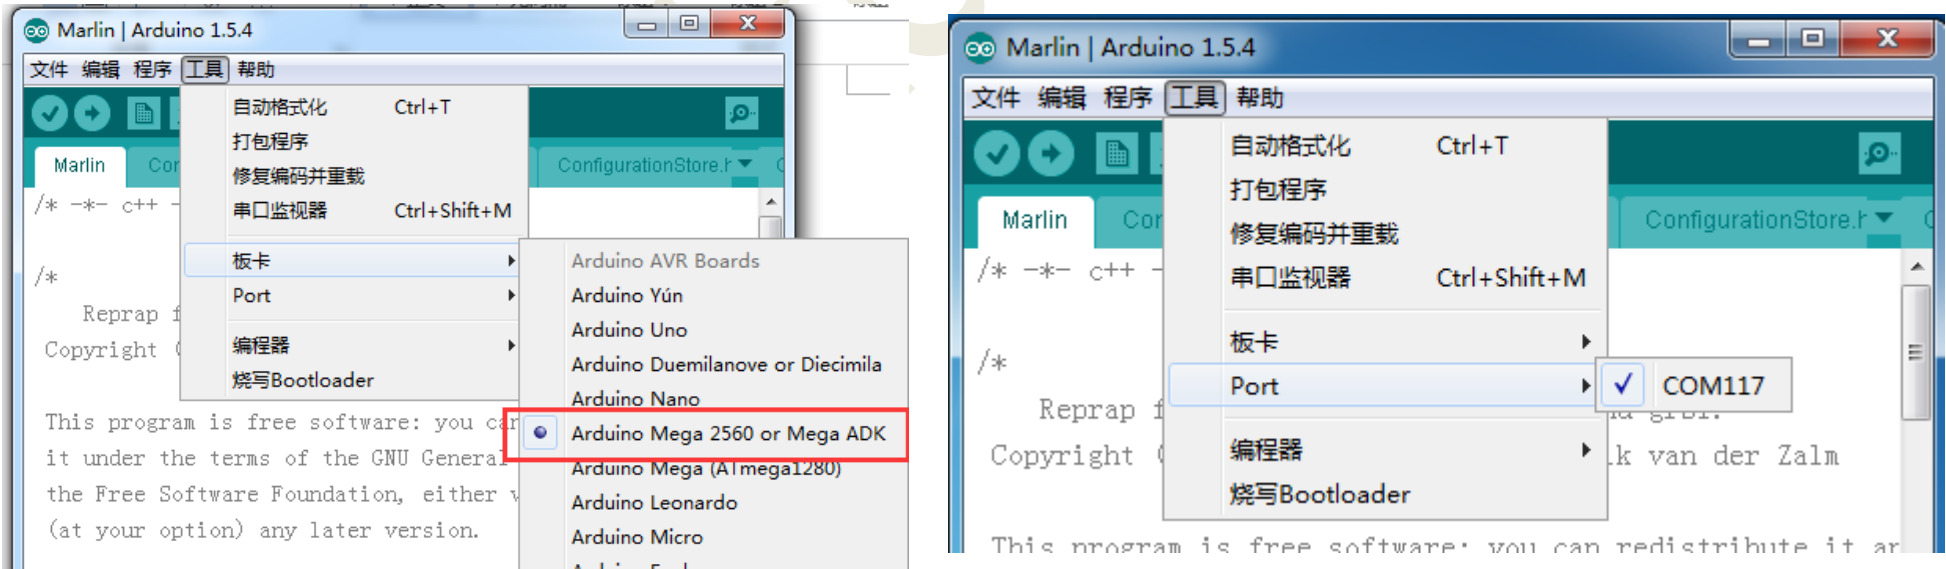 Marlin | Arduino 1.5.4
文件 编辑 程序 工具 帮助
自动格式化 Ctrl+T
打包程序
修复编码并重载
串口监视器 Ctrl+Shift+M
板卡
Port
编程器
烧写Bootloader
Marlin
ConfigurationStore.h
/* -*- c++ -
/*
Reprap f
Copyright (
This program is free software: you can
it under the terms of the GNU General
the Free Software Foundation, either v
(at your option) any later version.
Arduino AVR Boards
Arduino Yún
Arduino Uno
Arduino Duemilanove or Diecimila
Arduino Nano
Arduino Mega 2560 or Mega ADK
Arduino Mega (ATmega1280)
Arduino Leonardo
Arduino Micro
Marlin | Arduino 1.5.4
文件 编辑 程序 工具 帮助
自动格式化 Ctrl+T
打包程序
修复编码并重载
串口监视器 Ctrl+Shift+M
板卡
Port
编程器
烧写Bootloader
COM117
Marlin
ConfigurationStore.h
/* -*- c++ -
/*
Reprap f
Copyright ( k van der Zalm
This program is free software: you can redistribute it ar